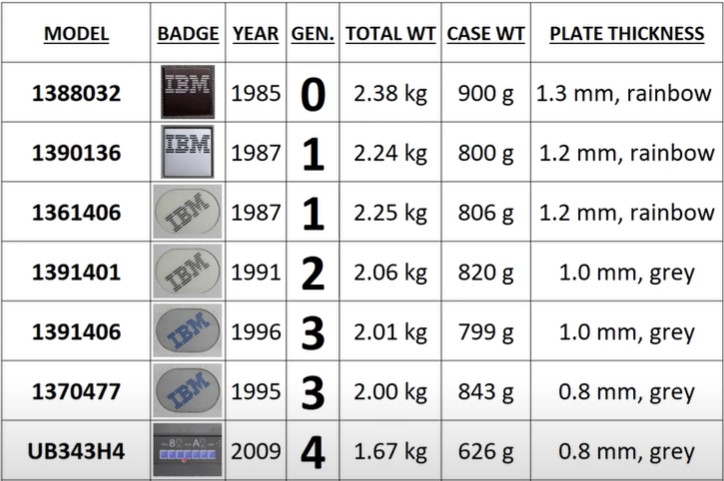 MODEL BADGE YEAR GEN. TOTAL WT CASE WT PLATE THICKNESS
1388032 IBM 1985 0 2.38 kg 900 g 1.3 mm, rainbow
1390136 IBM 1987 1 2.24 kg 800 g 1.2 mm, rainbow
1361406 IBM 1987 1 2.25 kg 806 g 1.2 mm, rainbow
1391401 IBM 1991 2 2.06 kg 820 g 1.0 mm, grey
1391406 IBM 1996 3 2.01 kg 799 g 1.0 mm, grey
1370477 IBM 1995 3 2.00 kg 843 g 0.8 mm, grey
UB343H4 2009 4 1.67 kg 626 g 0.8 mm, grey